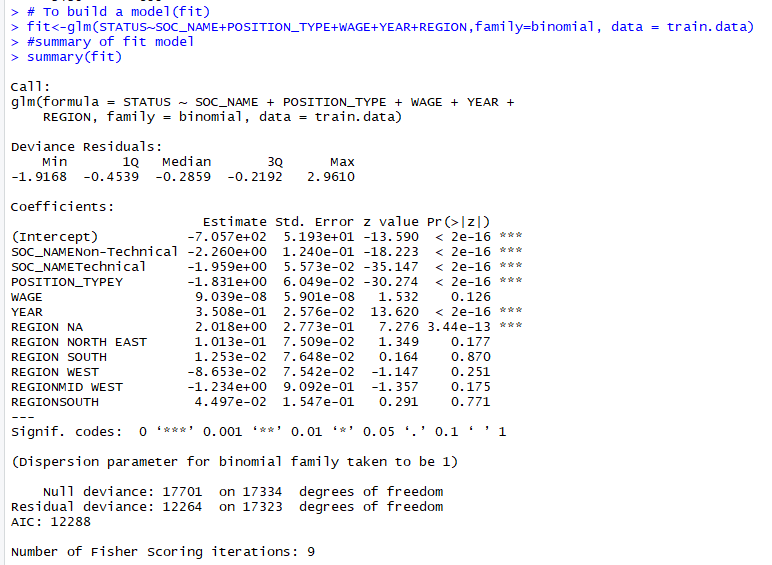 > # To build a model(fit)
> fit<-glm(STATUS~SOC_NAME+POSITION_TYPE+WAGE+YEAR+REGION,family=binomial, data = train.data)
> #summary of fit model
> summary(fit)
Call:
glm(formula = STATUS ~ SOC_NAME + POSITION_TYPE + WAGE + YEAR +
    REGION, family = binomial, data = train.data)
Deviance Residuals:
    Min       1Q   Median       3Q      Max
-1.9168  -0.4539  -0.2859  -0.2192   2.9610
Coefficients:
                        Estimate Std. Error z value Pr(>|z|)
(Intercept)           -7.057e+02  5.193e+01 -13.590  < 2e-16 ***
SOC_NAMENon-Technical -2.260e+00  1.240e-01 -18.223  < 2e-16 ***
SOC_NAMETechnical     -1.959e+00  5.573e-02 -35.147  < 2e-16 ***
POSITION_TYPEY        -1.831e+00  6.049e-02 -30.274  < 2e-16 ***
WAGE                   9.039e-08  5.901e-08   1.532    0.126
YEAR                   3.508e-01  2.576e-02  13.620  < 2e-16 ***
REGION NA              2.018e+00  2.773e-01   7.276 3.44e-13 ***
REGION NORTH EAST      1.013e-01  7.509e-02   1.349    0.177
REGION SOUTH           1.253e-02  7.648e-02   0.164    0.870
REGION WEST           -8.653e-02  7.542e-02  -1.147    0.251
REGIONMID WEST        -1.234e+00  9.092e-01  -1.357    0.175
REGIONSOUTH            4.497e-02  1.547e-01   0.291    0.771
---
Signif. codes:  0 ‘***’ 0.001 ‘**’ 0.01 ‘*’ 0.05 ‘.’ 0.1 ‘ ’ 1
(Dispersion parameter for binomial family taken to be 1)
    Null deviance: 17701  on 17334  degrees of freedom
Residual deviance: 12264  on 17323  degrees of freedom
AIC: 12288
Number of Fisher Scoring iterations: 9